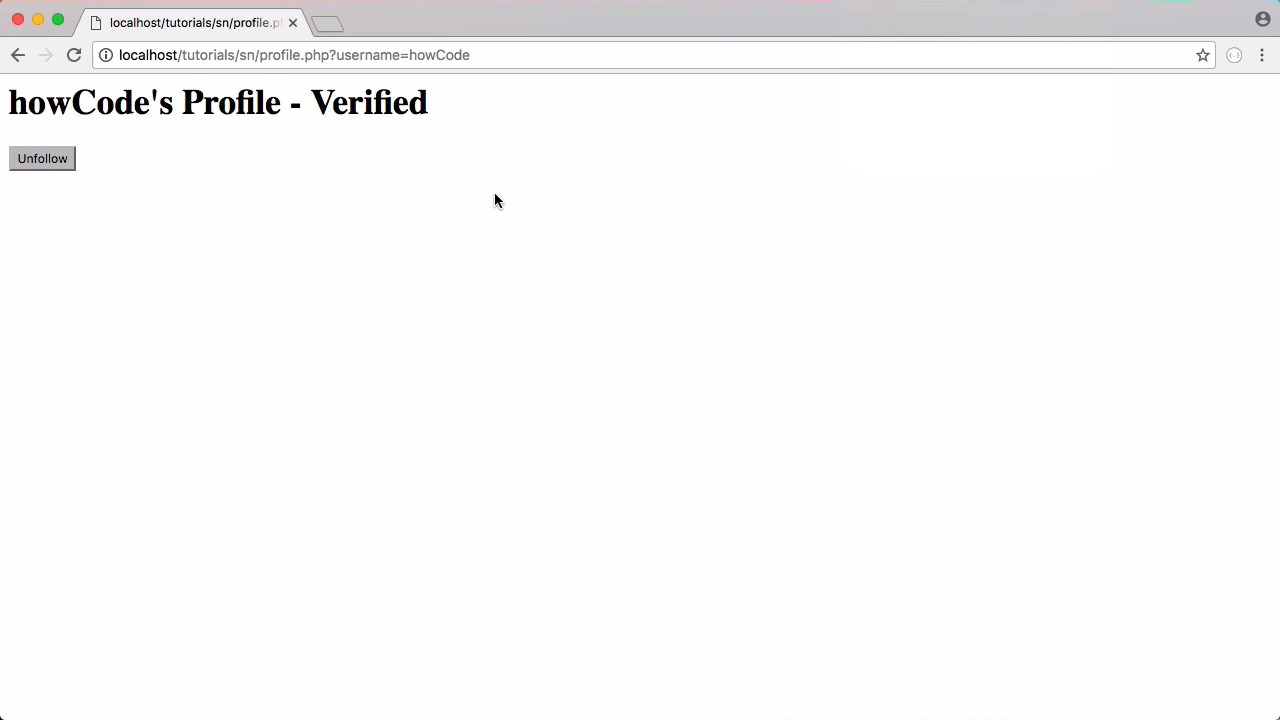 localhost/tutorials/sn/profile.p
localhost/tutorials/sn/profile.php?username=howCode
howCode's Profile - Verified
Unfollow